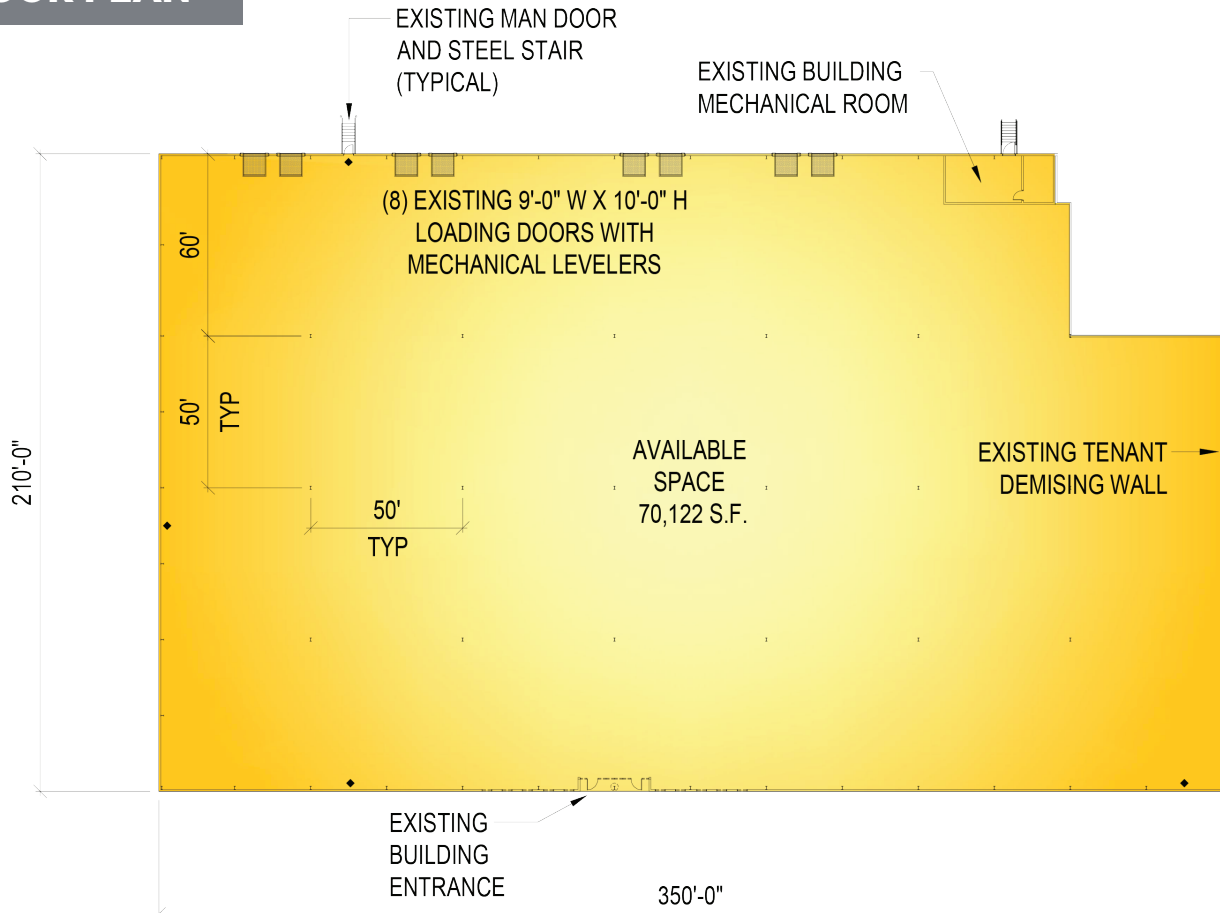 PLAN
EXISTING MAN DOOR
AND STEEL STAIR
(TYPICAL)
EXISTING BUILDING
MECHANICAL ROOM
(8) EXISTING 9'-0" W X 10'-0" H
LOADING DOORS WITH
MECHANICAL LEVELERS
60'
50'
TYP
210'-0"
AVAILABLE
SPACE
70,122 S.F.
EXISTING TENANT
DEMISING WALL
50'
TYP
EXISTING
BUILDING
ENTRANCE
350'-0"